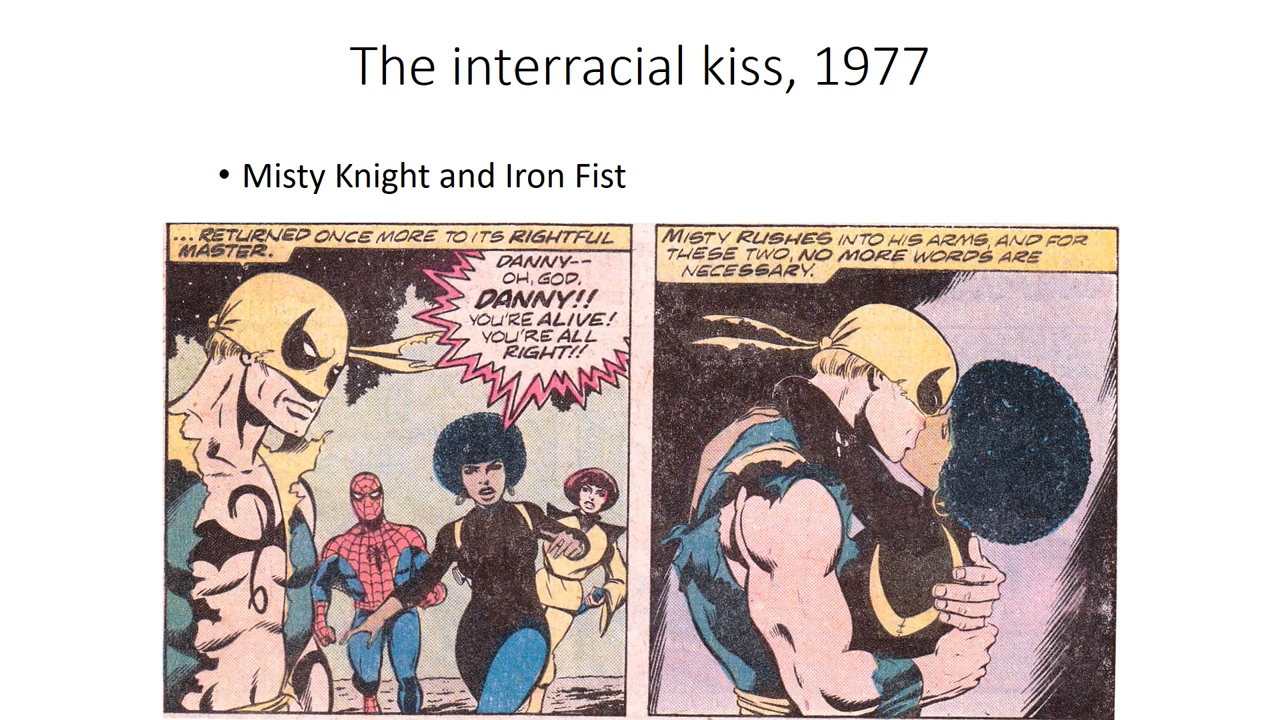 The interracial kiss, 1977
• Misty Knight and Iron Fist
...RETURNED ONCE MORE TO ITS RIGHTFUL
MASTER.
DANNY--
OH, GOD,
DANNY!!
YOU'RE ALIVE!
YOU'RE ALL
RIGHT!!
MISTY RUSHES INTO HIS ARMS, AND FOR
THESE TWO, NO MORE WORDS ARE
NECESSARY.